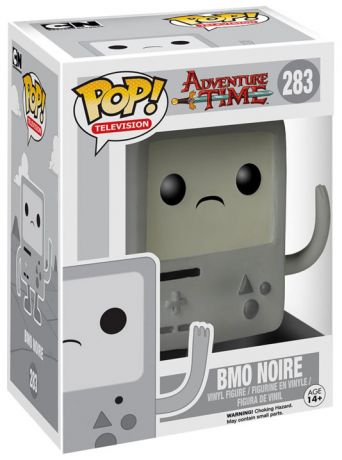 CN
POP!
TELEVISION
ADVENTURE
TIME
283
283
BMO NOIRE
BMO NOIRE
VINYL FIGURE / FIGURINE EN VINYLE /
FIGURA DE VINIL
WARNING! Choking Hazard.
May contain small parts.
AGE
14+